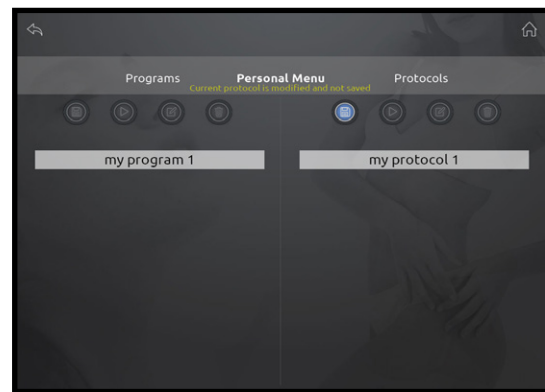 Programs Personal Menu Protocols
Current protocol is modified and not saved
my program 1 my protocol 1